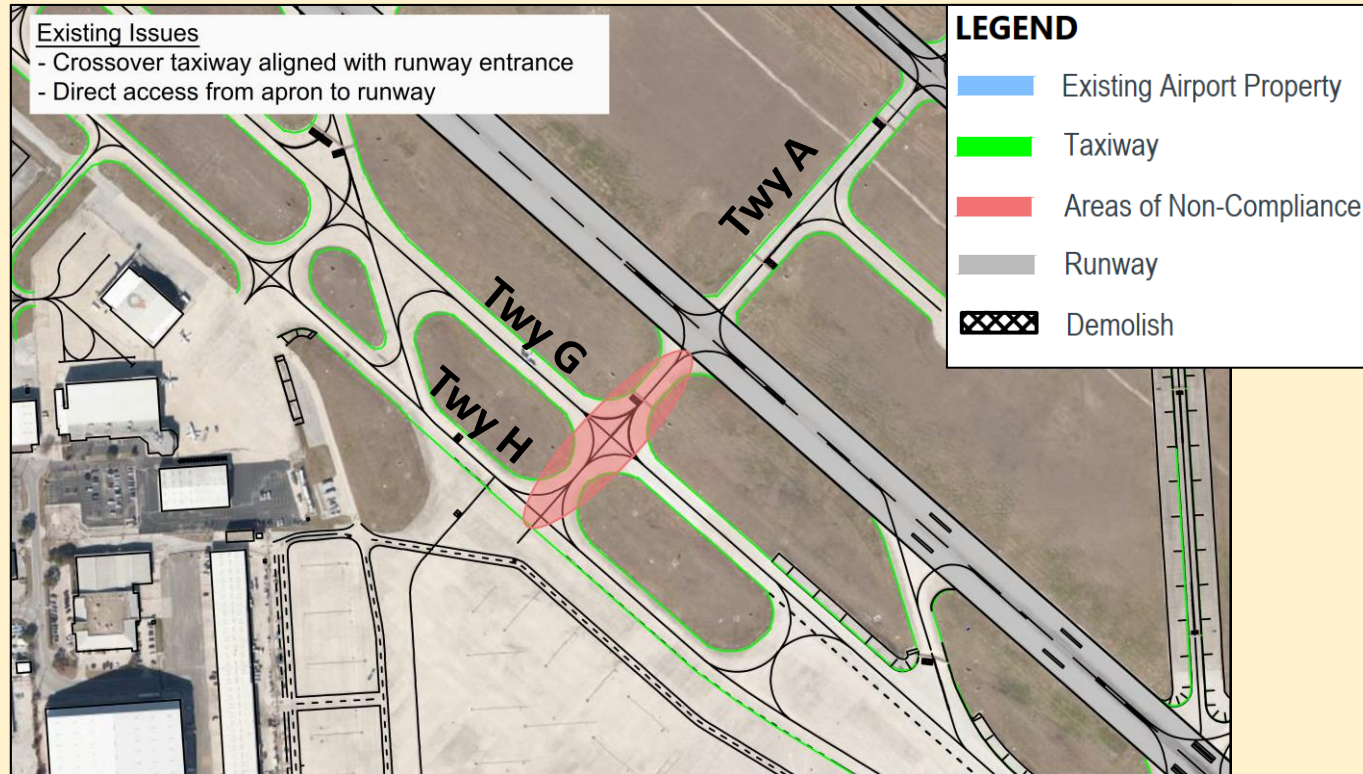 Existing Issues
- Crossover taxiway aligned with runway entrance
- Direct access from apron to runway
LEGEND
Existing Airport Property
Taxiway
Areas of Non-Compliance
Runway
Demolish
Twy A
Twy G
Twy H